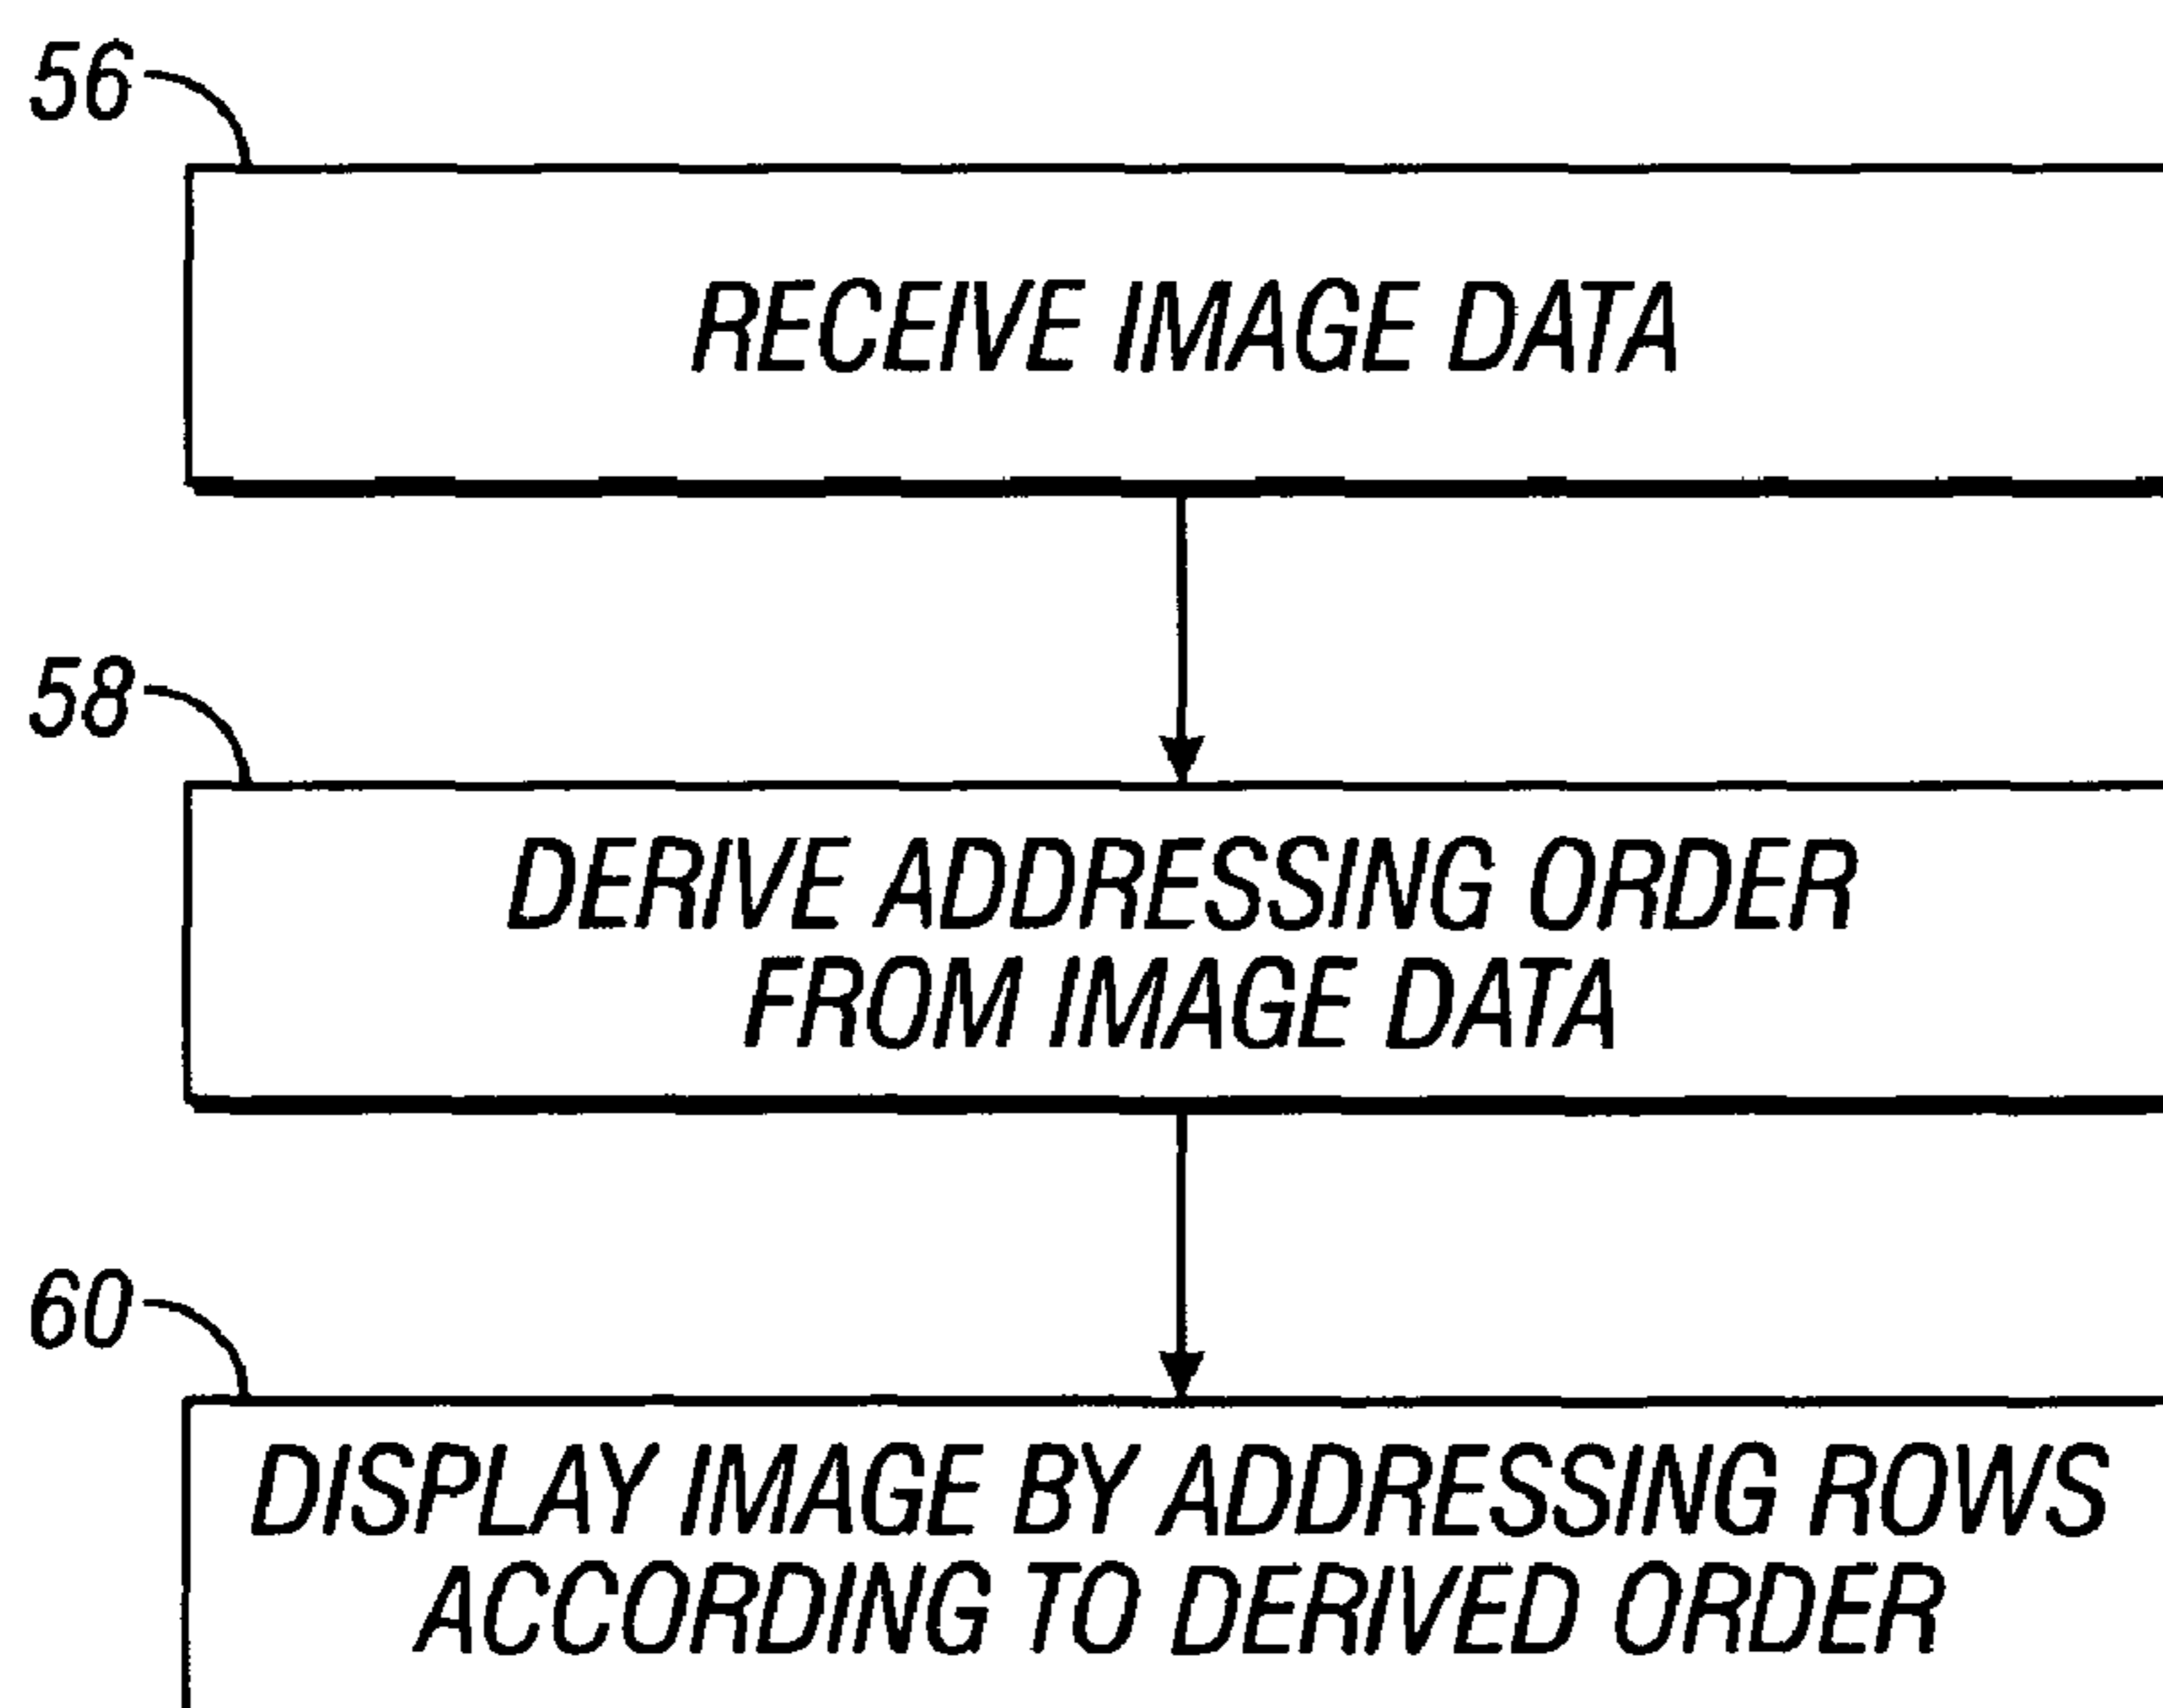 56
RECEIVE IMAGE DATA
58
DERIVE ADDRESSING ORDER
FROM IMAGE DATA
60
DISPLAY IMAGE BY ADDRESSING ROWS
ACCORDING TO DERIVED ORDER